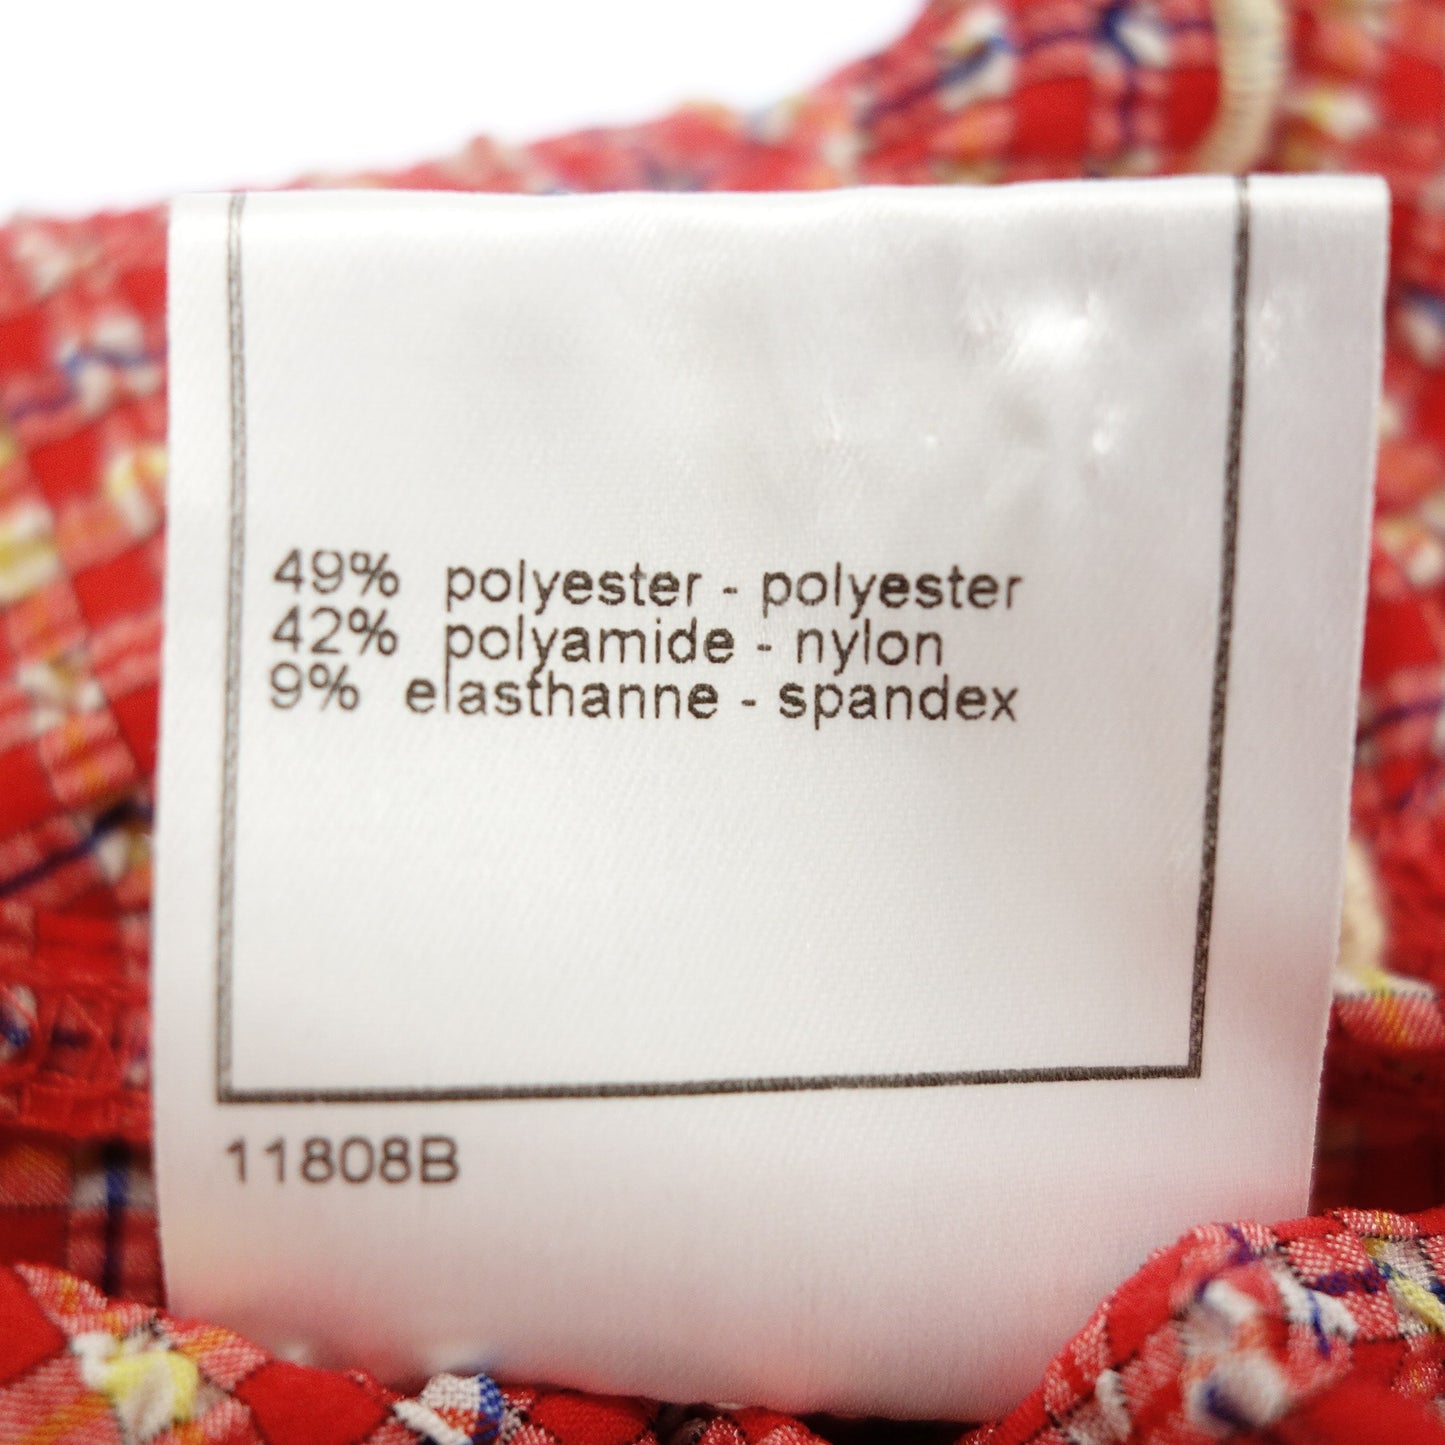 49% polyester - polyester
42% polyamide - nylon
9% elasthanne - spandex
11808B